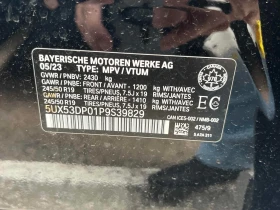 BAYERISCHE MOTOREN WERKE AG
05/23 TYPE: MPV / VTUM
GVWR / PNBV: 2430 kg
GAWR / PNBE: Front / Avant - 1200 kg WITH/AVEC
245/50 R19 TIRES/PNEUS, 7.5J x 19 RIMS/JANTES
GAWR / PNBE: Rear / Arrière - 1410 kg WITH/AVEC
245/50 R19 TIRES/PNEUS, 7.5J x 19 RIMS/JANTES
5UX53DP01P9S39829
EC
CAN ICES-002 / NMB-002
475/9